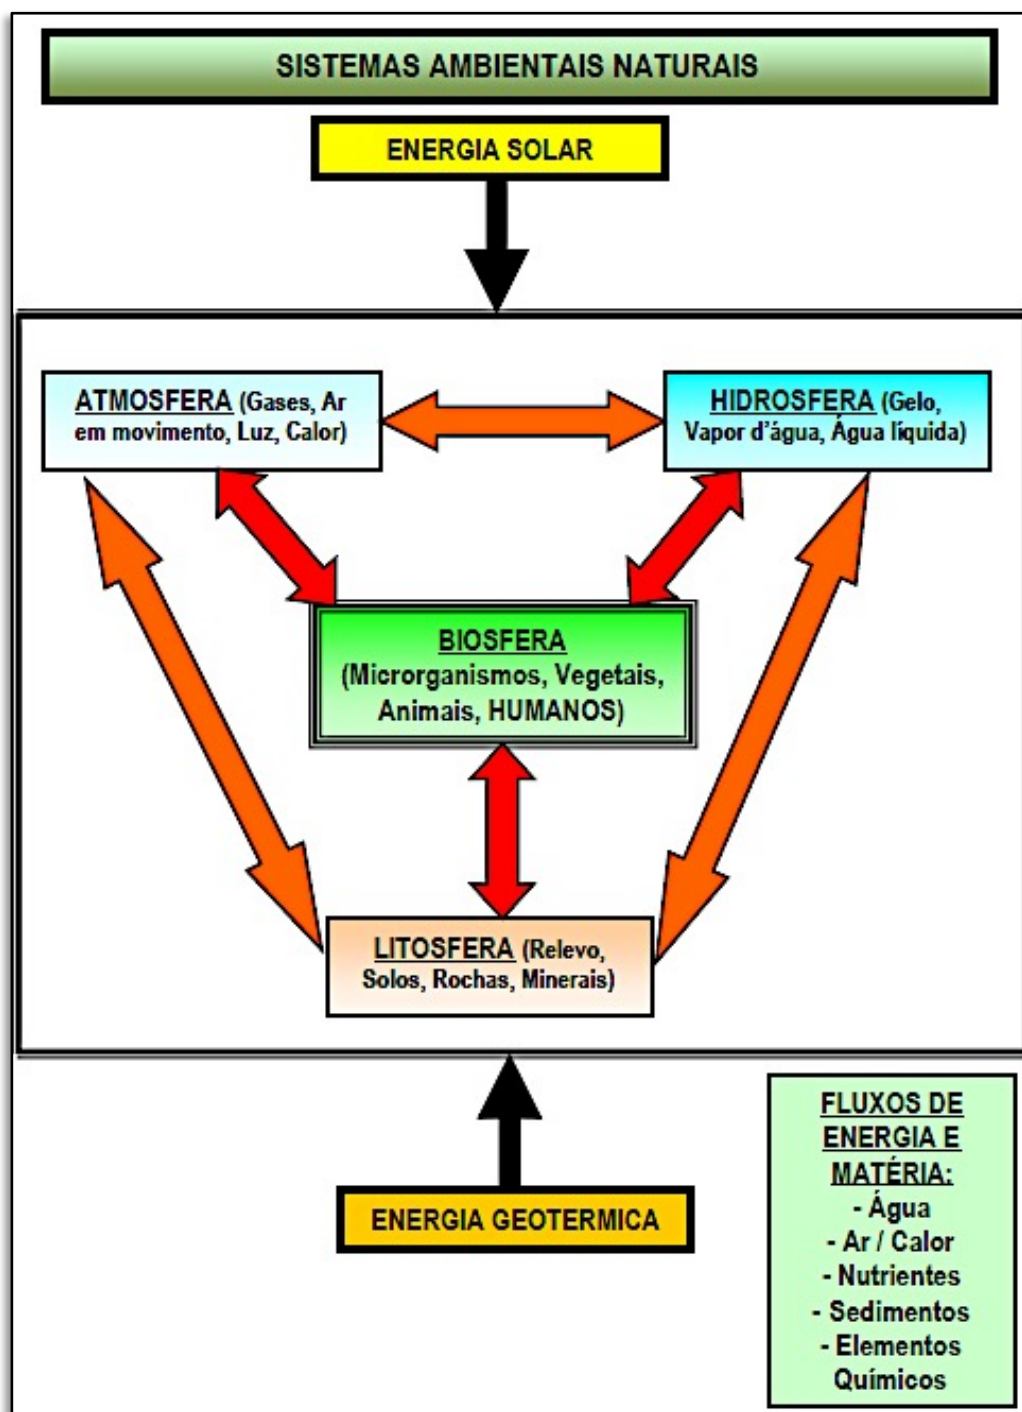 SISTEMAS AMBIENTAIS NATURAIS
ENERGIA SOLAR
ATMOSFERA (Gases, Ar
em movimento, Luz, Calor)
HIDROSFERA (Gelo,
Vapor d’água, Água líquida)
BIOSFERA
(Microrganismos, Vegetais,
Animais, HUMANOS)
LITOSFERA (Relevo,
Solos, Rochas, Minerais)
ENERGIA GEOTERMICA
FLUXOS DE
ENERGIA E
MATÉRIA:
- Água
- Ar / Calor
- Nutrientes
- Sedimentos
- Elementos
Químicos